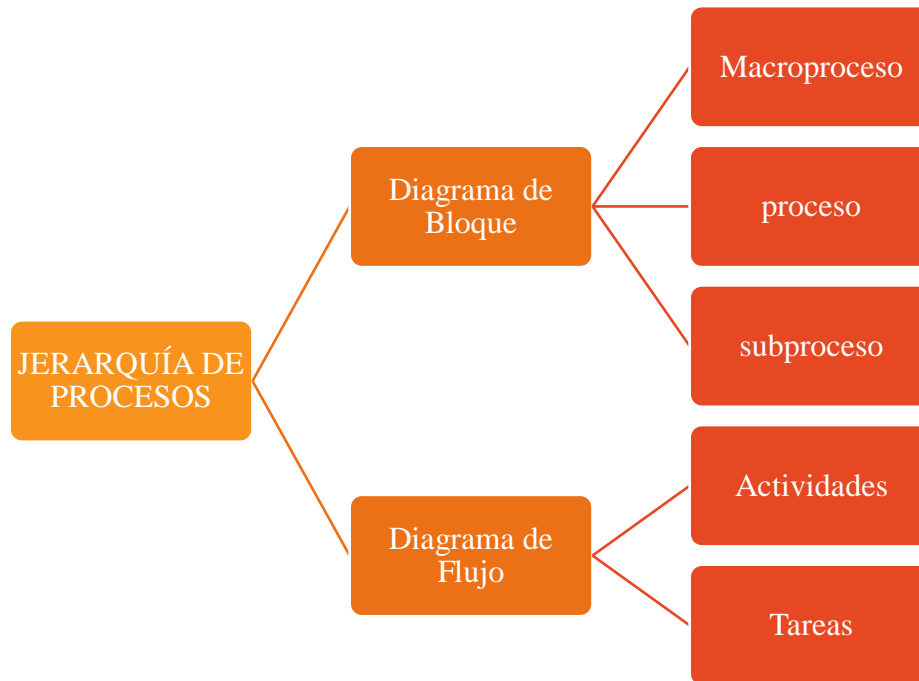 JERARQUÍA DE
PROCESOS
Diagrama de
Bloque
Macroproceso
proceso
subproceso
Diagrama de
Flujo
Actividades
Tareas